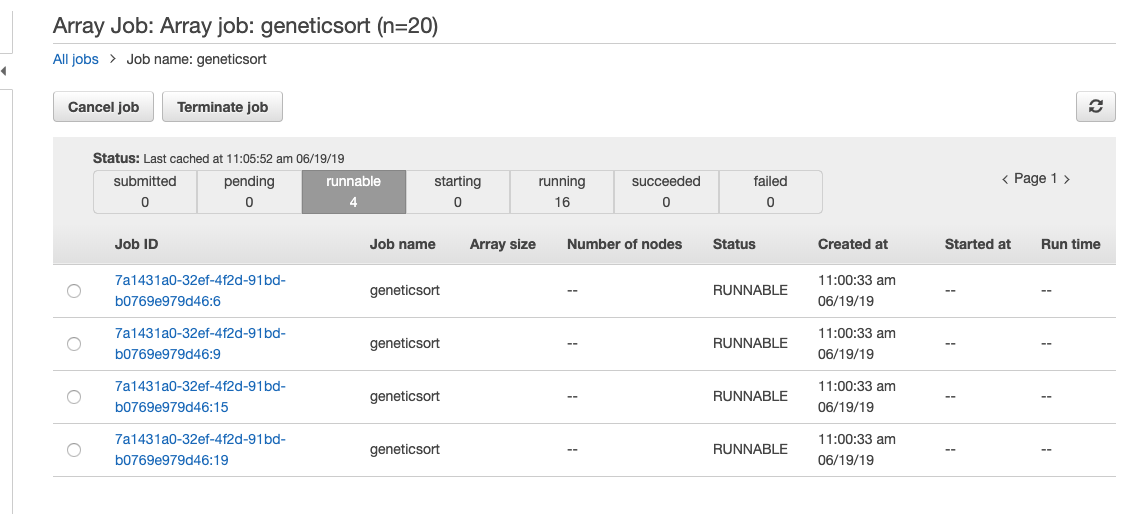 Array Job: Array job: geneticsort (n=20)
All jobs > Job name: geneticsort
Cancel job Terminate job
Status: Last cached at 11:05:52 am 06/19/19
submitted pending runnable starting running succeeded failed
0 0 4 0 16 0 0
< Page 1 >
Job ID Job name Array size Number of nodes Status Created at Started at Run time
7a1431a0-32ef-4f2d-91bd-
b0769e979d46:6 geneticsort -- RUNNABLE 11:00:33 am
06/19/19 -- --
7a1431a0-32ef-4f2d-91bd-
b0769e979d46:9 geneticsort -- RUNNABLE 11:00:33 am
06/19/19 -- --
7a1431a0-32ef-4f2d-91bd-
b0769e979d46:15 geneticsort -- RUNNABLE 11:00:33 am
06/19/19 -- --
7a1431a0-32ef-4f2d-91bd-
b0769e979d46:19 geneticsort -- RUNNABLE 11:00:33 am
06/19/19 -- --